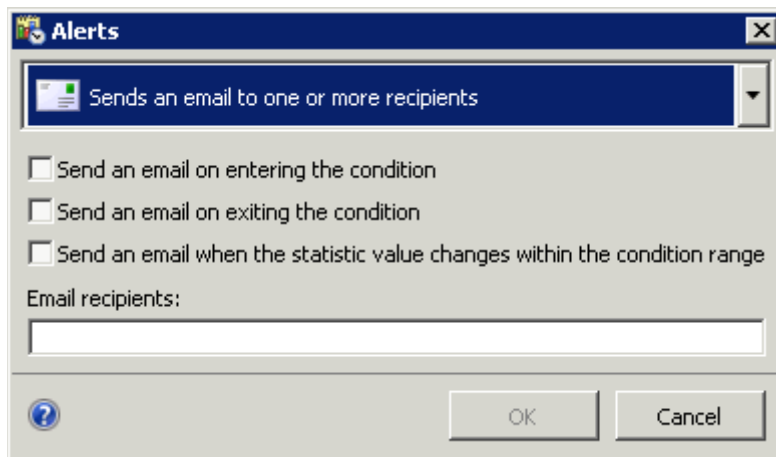 Alerts
Sends an email to one or more recipients
Send an email on entering the condition
Send an email on exiting the condition
Send an email when the statistic value changes within the condition range
Email recipients:
?
OK
Cancel